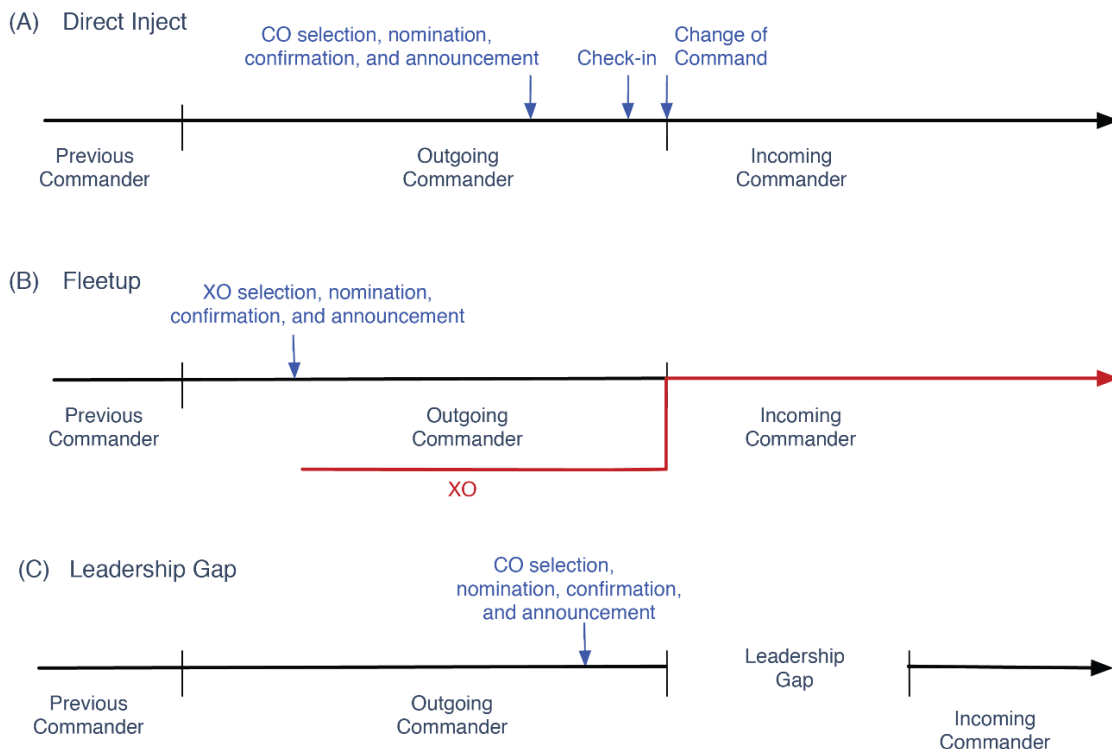 (A) Direct Inject
CO selection, nomination,
confirmation, and announcement
Check-in
Change of
Command
Previous
Commander
Outgoing
Commander
Incoming
Commander
(B) Fleetup
XO selection, nomination,
confirmation, and announcement
Previous
Commander
Outgoing
Commander
Incoming
Commander
XO
(C) Leadership Gap
CO selection,
nomination, confirmation,
and announcement
Previous
Commander
Outgoing
Commander
Leadership
Gap
Incoming
Commander